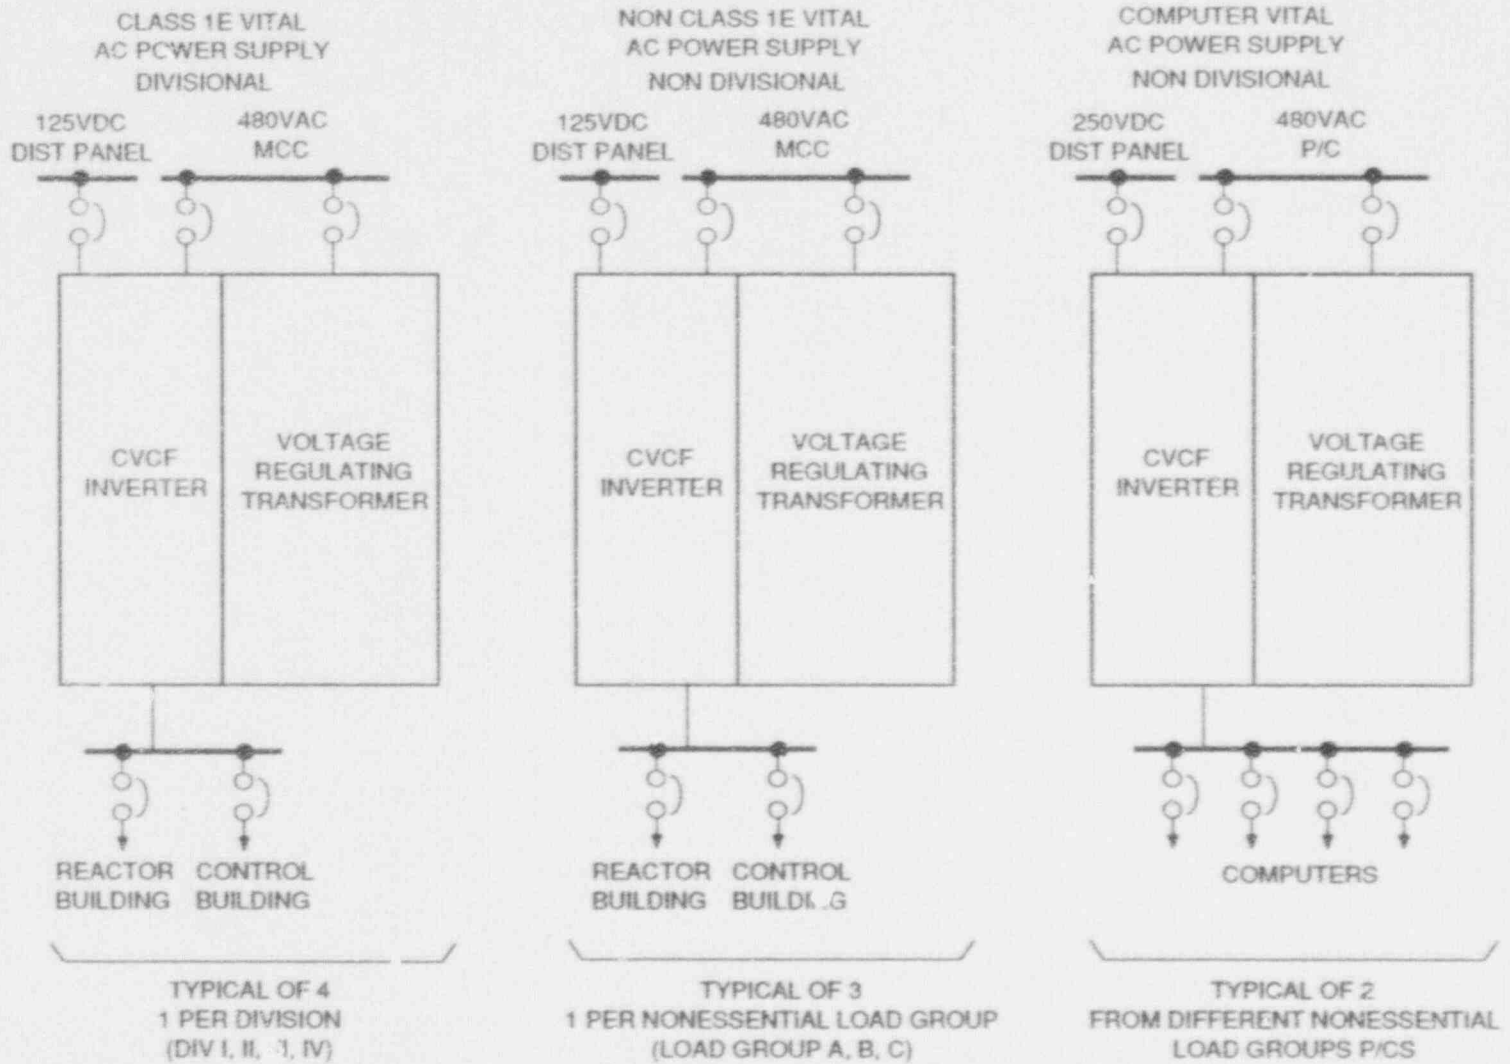 CLASS 1E VITAL
AC POWER SUPPLY
DIVISIONAL
125VDC
DIST PANEL
480VAC
MCC
CVCF
INVERTER
VOLTAGE
REGULATING
TRANSFORMER
REACTOR
BUILDING
CONTROL
BUILDING
TYPICAL OF 4
1 PER DIVISION
(DIV I, II, IV)
NON CLASS 1E VITAL
AC POWER SUPPLY
NON DIVISIONAL
125VDC
DIST PANEL
480VAC
MCC
CVCF
INVERTER
VOLTAGE
REGULATING
TRANSFORMER
REACTOR
BUILDING
CONTROL
TYPICAL OF 3
1 PER NONESSENTIAL LOAD GROUP
(LOAD GROUP A, B, C)
COMPUTER VITAL
AC POWER SUPPLY
NON DIVISIONAL
250VDC
DIST PANEL
480VAC
P/C
CVCF
INVERTER
VOLTAGE
REGULATING
TRANSFORMER
COMPUTERS
TYPICAL OF 2
FROM DIFFERENT NONESSENTIAL
LOAD GROUPS P/CS